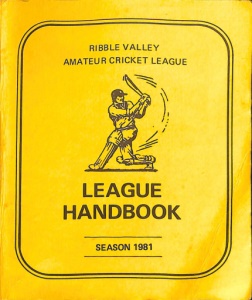 RIBBLE VALLEY
AMATEUR CRICKET LEAGUE
LEAGUE
HANDBOOK
SEASON 1981